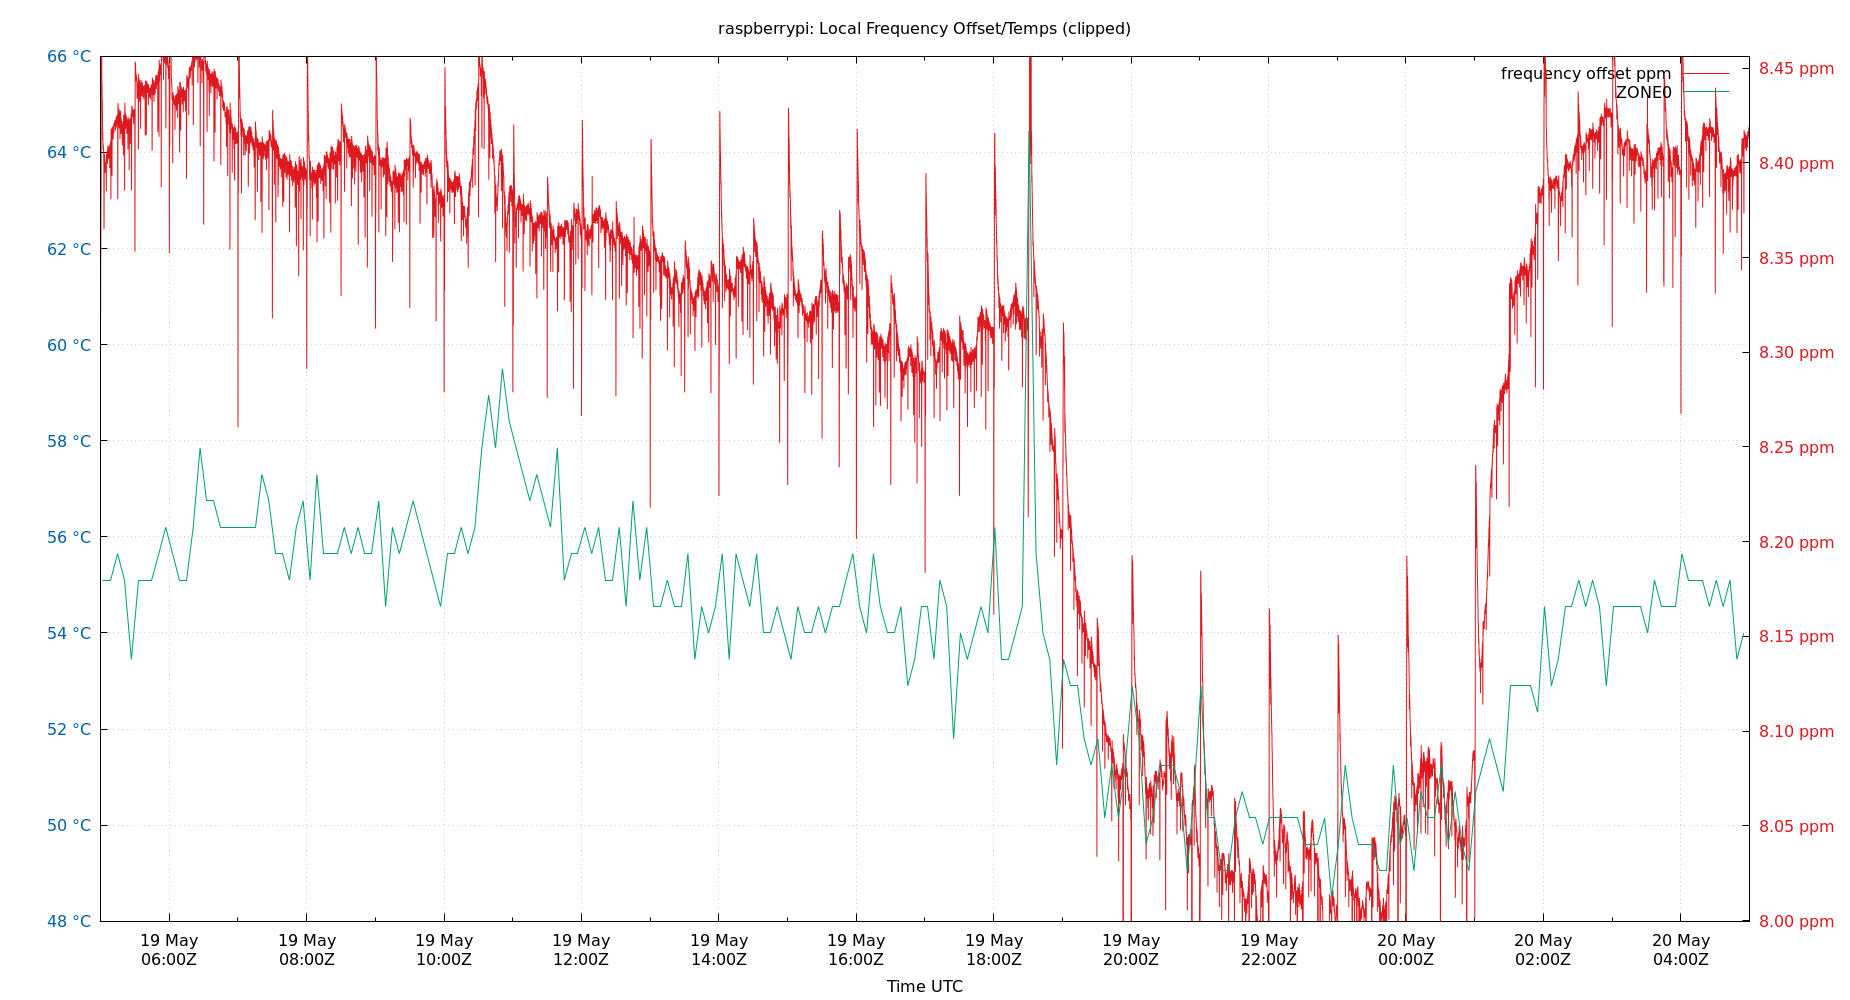 raspberrypi: Local Frequency Offset/Temps (clipped)
66 °C
64 °C
62 °C
60 °C
58 °C
56 °C
54 °C
52 °C
50 °C
48 °C
frequency offset ppm
ZONE0
8.45 ppm
8.40 ppm
8.35 ppm
8.30 ppm
8.25 ppm
8.20 ppm
8.15 ppm
8.10 ppm
8.05 ppm
8.00 ppm
19 May 19 May 19 May 19 May 19 May 19 May 19 May 19 May 19 May 20 May 20 May 20 May
06:00Z 08:00Z 10:00Z 12:00Z 14:00Z 16:00Z 18:00Z 20:00Z 22:00Z 00:00Z 02:00Z 04:00Z
Time UTC